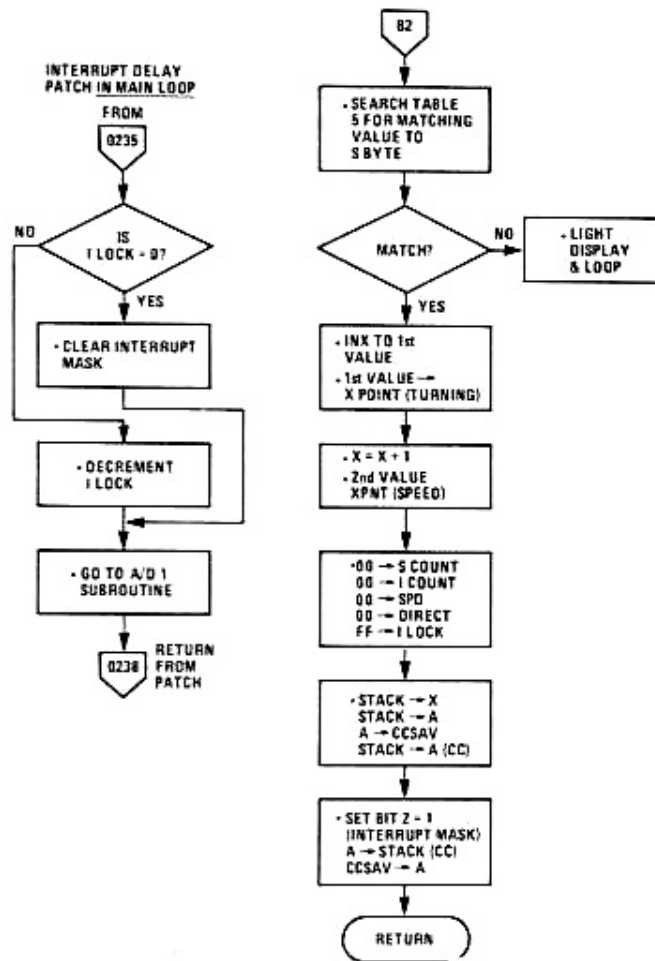 INTERRUPT DELAY
PATCH IN MAIN LOOP
FROM
0235
IS
I LOCK = 0?
NO
YES
• CLEAR INTERRUPT
MASK
• DECREMENT
I LOCK
• GO TO A/D 1
SUBROUTINE
0238
RETURN
FROM
PATCH
B2
• SEARCH TABLE
5 FOR MATCHING
VALUE TO
S BYTE
MATCH?
NO
• LIGHT
DISPLAY
& LOOP
YES
• INX TO 1st
VALUE
• 1st VALUE →
X POINT (TURNING)
• X = X + 1
• 2nd VALUE
XPNT (SPEED)
• 00 → S COUNT
00 → I COUNT
00 → SPD
00 → DIRECT
FF → I LOCK
• STACK → X
STACK → A
A → CCSAV
STACK → A (CC)
• SET BIT 2 = 1
(INTERRUPT MASK)
A → STACK (CC)
CCSAV → A
RETURN